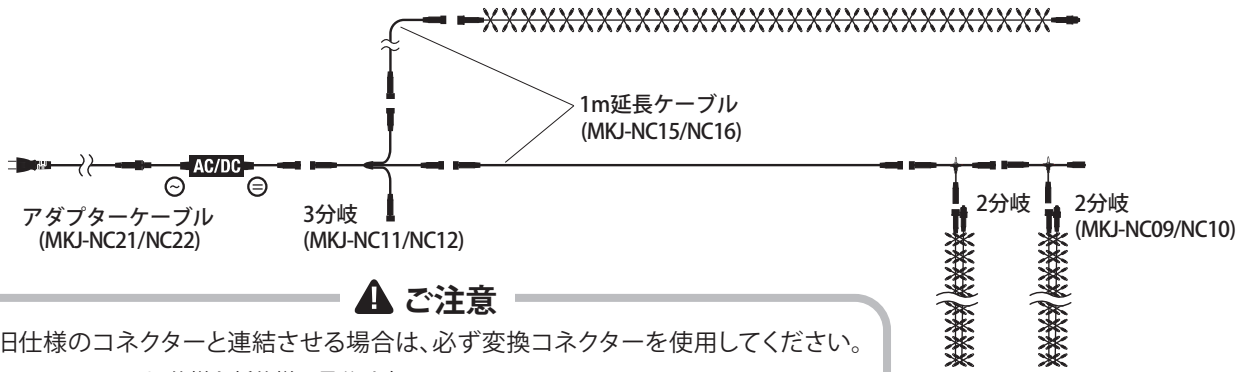 1m延長ケーブル
(MKJ-NC15/NC16)
AC/DC
アダプターケーブル
(MKJ-NC21/NC22)
3分岐
(MKJ-NC11/NC12)
2分岐
2分岐
(MKJ-NC09/NC10)
ご注意
旧仕様のコネクターと連結させる場合は、必ず変換コネクターを使用してください。